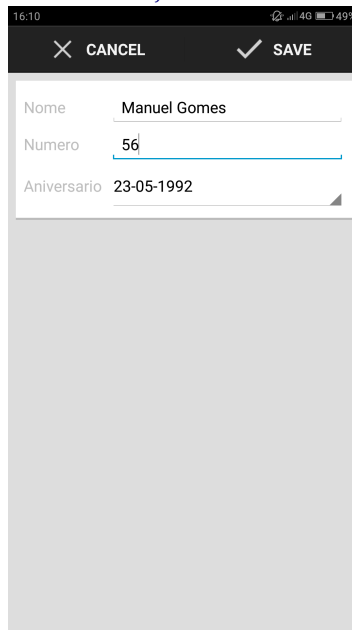 16:10 4G 49%
CANCEL SAVE
Nome Manuel Gomes
Numero 56
Aniversario 23-05-1992